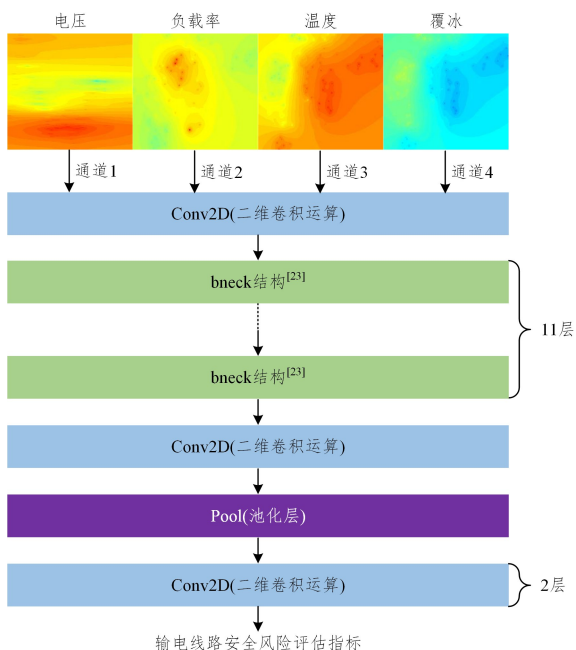 电压 负载率 温度 覆冰
通道1 通道2 通道3 通道4
Conv2D(二维卷积运算)
bneck结构[23]
11层
bneck结构[23]
Conv2D(二维卷积运算)
Pool(池化层)
Conv2D(二维卷积运算)
2层
输电线路安全风险评估指标